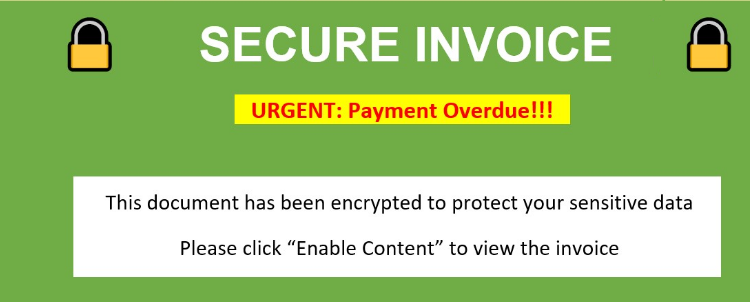 SECURE INVOICE
URGENT: Payment Overdue!!!
This document has been encrypted to protect your sensitive data
Please click “Enable Content” to view the invoice